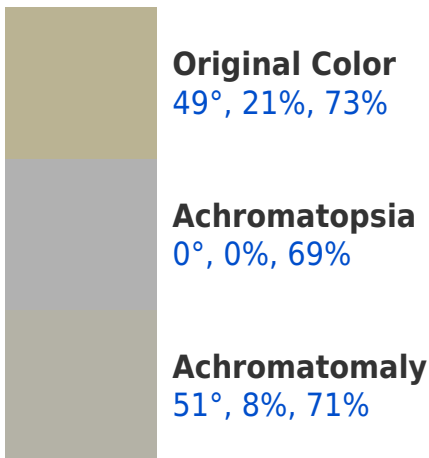 Original Color
49°, 21%, 73%
Achromatopsia
0°, 0%, 69%
Achromatomaly
51°, 8%, 71%